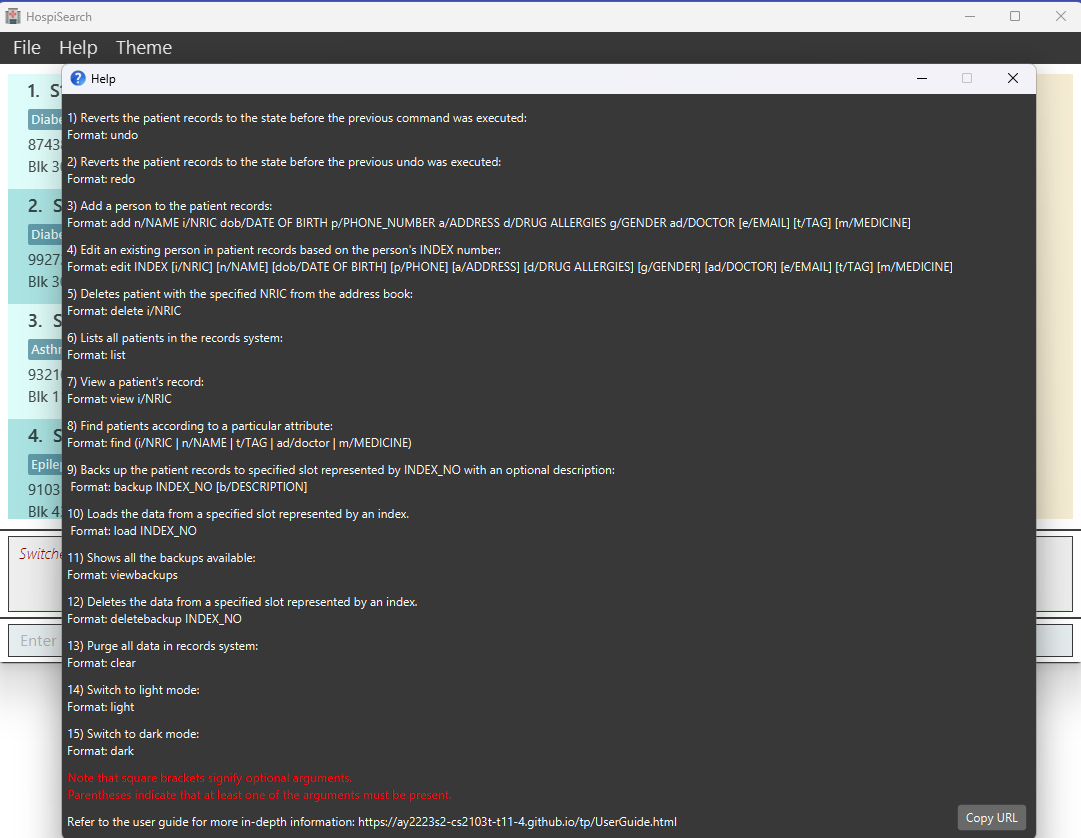 HospiSearch
File Help Theme
Help
1. 
Diabe
8743
Blk 3
2. S
Diabe
9927
Blk 3
3. S
Asthr
9321
Blk 1
4. S
Epile
9103
Blk 4
Switche
Enter
1) Reverts the patient records to the state before the previous command was executed:
Format: undo
2) Reverts the patient records to the state before the previous undo was executed:
Format: redo
3) Add a person to the patient records:
Format: add n/NAME i/NRIC dob/DATE OF BIRTH p/PHONE_NUMBER a/ADDRESS d/DRUG ALLERGIES g/GENDER ad/DOCTOR [e/EMAIL] [t/TAG] [m/MEDICINE]
4) Edit an existing person in patient records based on the person's INDEX number:
Format: edit INDEX [i/NRIC] [n/NAME] [dob/DATE OF BIRTH] [p/PHONE] [a/ADDRESS] [d/DRUG ALLERGIES] [g/GENDER] [ad/DOCTOR] [e/EMAIL] [t/TAG] [m/MEDICINE]
5) Deletes patient with the specified NRIC from the address book:
Format: delete i/NRIC
6) Lists all patients in the records system:
Format: list
7) View a patient's record:
Format: view i/NRIC
8) Find patients according to a particular attribute:
Format: find (i/NRIC | n/NAME | t/TAG | ad/doctor | m/MEDICINE)
9) Backs up the patient records to specified slot represented by INDEX_NO with an optional description:
Format: backup INDEX_NO [b/DESCRIPTION]
10) Loads the data from a specified slot represented by an index.
Format: load INDEX_NO
11) Shows all the backups available:
Format: viewbackups
12) Deletes the data from a specified slot represented by an index.
Format: deletebackup INDEX_NO
13) Purge all data in records system:
Format: clear
14) Switch to light mode:
Format: light
15) Switch to dark mode:
Format: dark
Note that square brackets signify optional arguments.
Parentheses indicate that at least one of the arguments must be present.
Refer to the user guide for more in-depth information: https://ay2223s2-cs2103t-t11-4.github.io/tp/UserGuide.html
Copy URL